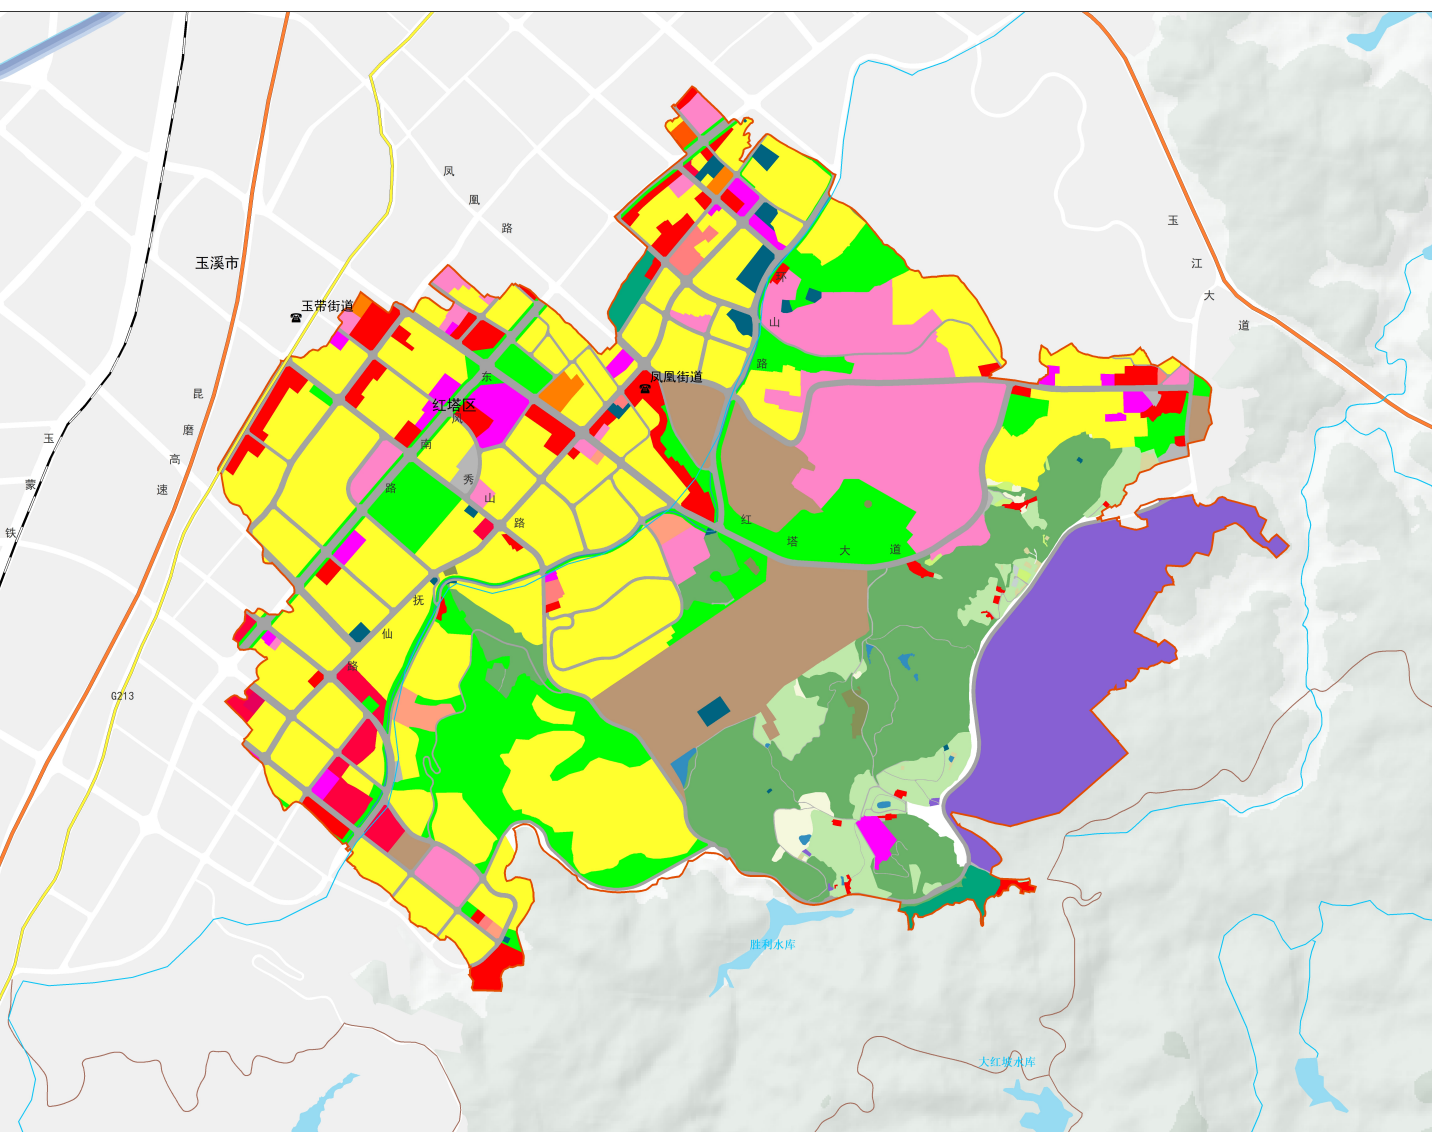 凤
凰
路
玉溪市
玉带街道
昆
磨
高
速
玉
蒙
铁
G213
玉
江
大
道
环
山
路
凤凰街道
东
红塔区
凤
南
路
秀
山
路
红
塔
大
道
抚
仙
路
胜利水库
大红坡水库